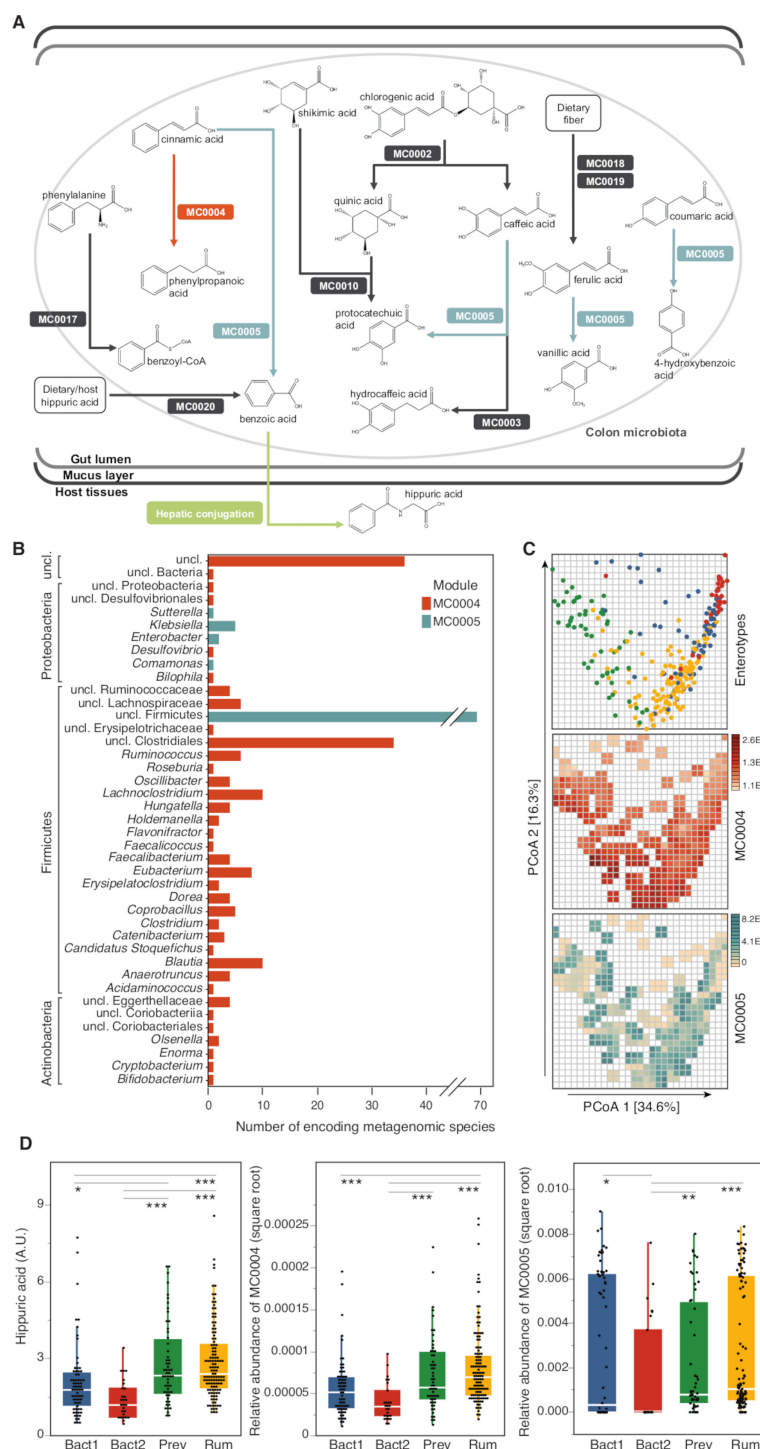 A
shikimic acid
chlorogenic acid
Dietary
fiber
cinnamic acid
MC0002
MC0018
MC0019
phenylalanine
MC0004
quinic acid
caffeic acid
coumaric acid
phenylpropanoic
acid
MC0010
ferulic acid
MC0005
MC0017
MC0005
protocatechuic
acid
MC0005
MC0005
benzoyl-CoA
vanillic acid
4-hydroxybenzoic
acid
Dietary/host
hippuric acid
MC0020
benzoic acid
hydrocaffeic acid
MC0003
Colon microbiota
Gut lumen
Mucus layer
Host tissues
Hepatic conjugation
hippuric acid
B
uncl.
Proteobacteria
Firmicutes
Actinobacteria
uncl.
uncl. Bacteria
uncl. Proteobacteria
uncl. Desulfovibrionales
Sutterella
Klebsiella
Enterobacter
Desulfovibrio
Comamonas
Bilophila
uncl. Ruminococcaceae
uncl. Lachnospiraceae
uncl. Firmicutes
uncl. Erysipelotrichaceae
uncl. Clostridiales
Ruminococcus
Roseburia
Oscillibacter
Lachnoclostridium
Hungatella
Holdemanella
Flavonifractor
Faecalicoccus
Faecalibacterium
Eubacterium
Erysipelatoclostridium
Dorea
Coprobacillus
Clostridium
Catenibacterium
Candidatus Stoquefichus
Blautia
Anaerotruncus
Acidaminococcus
uncl. Eggerthellaceae
uncl. Coriobacteriia
uncl. Coriobacteriales
Olsenella
Enorma
Cryptobacterium
Bifidobacterium
Module
MC0004
MC0005
0 10 20 30 40 70
Number of encoding metagenomic species
C
Enterotypes
2.6E
1.3E
1.1E
MC0004
8.2E
4.1E
0
MC0005
PCoA 2 [16.3%]
PCoA 1 [34.6%]
D
Hippuric acid (A.U.)
9
6
3
0
* *** *** ***
Bact1 Bact2 Prev Rum
Relative abundance of MC0004 (square root)
0.00025
0.0002
0.00015
0.0001
0.00005
0
*** *** ***
Bact1 Bact2 Prev Rum
Relative abundance of MC0005 (square root)
0.010
0.008
0.006
0.004
0.002
0.000
* ** ***
Bact1 Bact2 Prev Rum